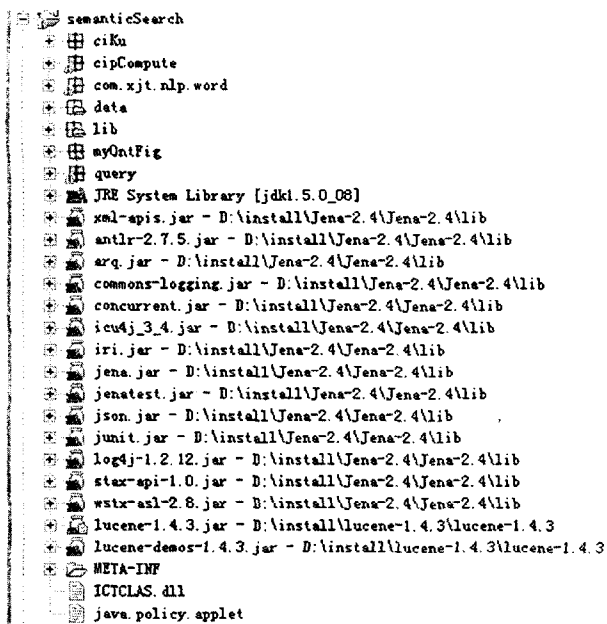 semanticSearch
ciKu
cipCompute
com.xjt.nlp.word
data
lib
myOntFig
query
JRE System Library [jdk1.5.0_08]
xml-apis.jar - D:\install\Jena-2.4\Jena-2.4\lib
antlr-2.7.5.jar - D:\install\Jena-2.4\Jena-2.4\lib
arq.jar - D:\install\Jena-2.4\Jena-2.4\lib
commons-logging.jar - D:\install\Jena-2.4\Jena-2.4\lib
concurrent.jar - D:\install\Jena-2.4\Jena-2.4\lib
icu4j_3_4.jar - D:\install\Jena-2.4\Jena-2.4\lib
iri.jar - D:\install\Jena-2.4\Jena-2.4\lib
jena.jar - D:\install\Jena-2.4\Jena-2.4\lib
jenatest.jar - D:\install\Jena-2.4\Jena-2.4\lib
json.jar - D:\install\Jena-2.4\Jena-2.4\lib
junit.jar - D:\install\Jena-2.4\Jena-2.4\lib
log4j-1.2.12.jar - D:\install\Jena-2.4\Jena-2.4\lib
stax-api-1.0.jar - D:\install\Jena-2.4\Jena-2.4\lib
wstx-asl-2.8.jar - D:\install\Jena-2.4\Jena-2.4\lib
lucene-1.4.3.jar - D:\install\lucene-1.4.3\lucene-1.4.3
lucene-demos-1.4.3.jar - D:\install\lucene-1.4.3\lucene-1.4.3
META-INF
ICTCLAS.dll
java.policy.applet